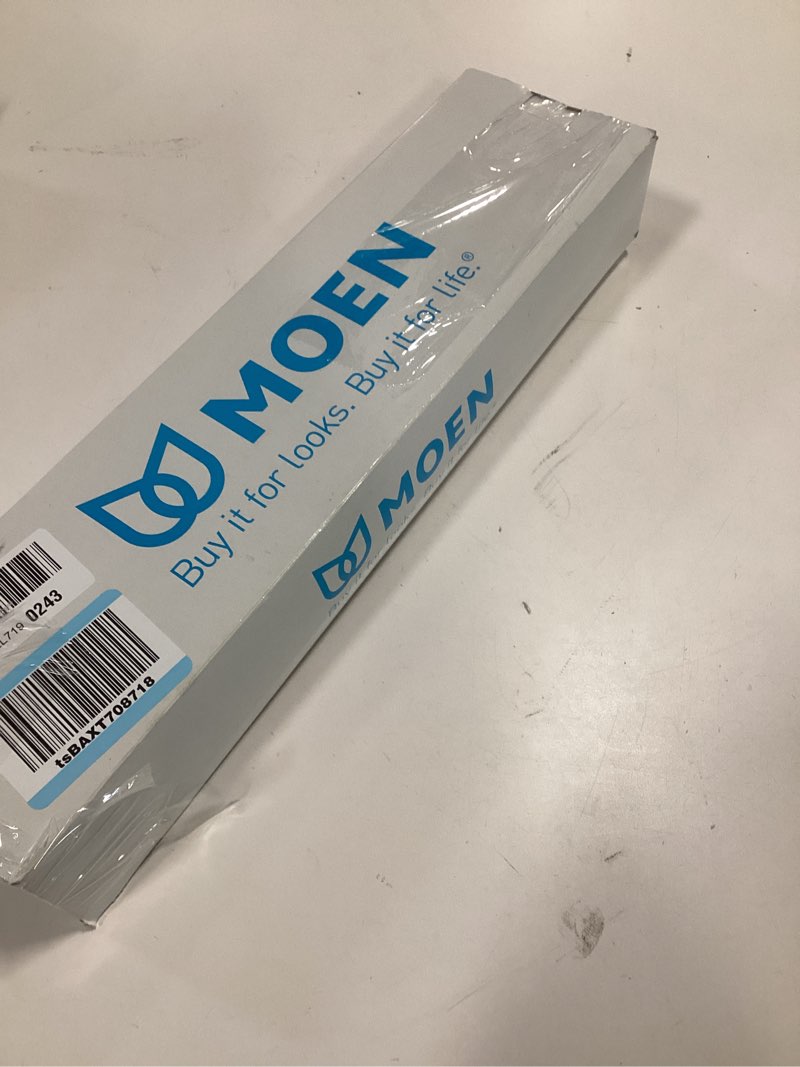 MOEN
Buy it for looks. Buy it for life.®
MOEN
0243
tsBAXT708718